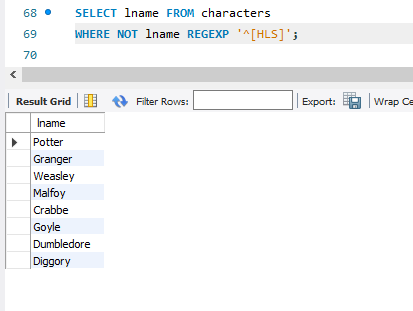 68 SELECT lname FROM characters
69 WHERE NOT lname REGEXP '^[HLS]';
70
Result Grid Filter Rows: Export: Wrap Ce
lname
Potter
Granger
Weasley
Malfoy
Crabbe
Goyle
Dumbledore
Diggory